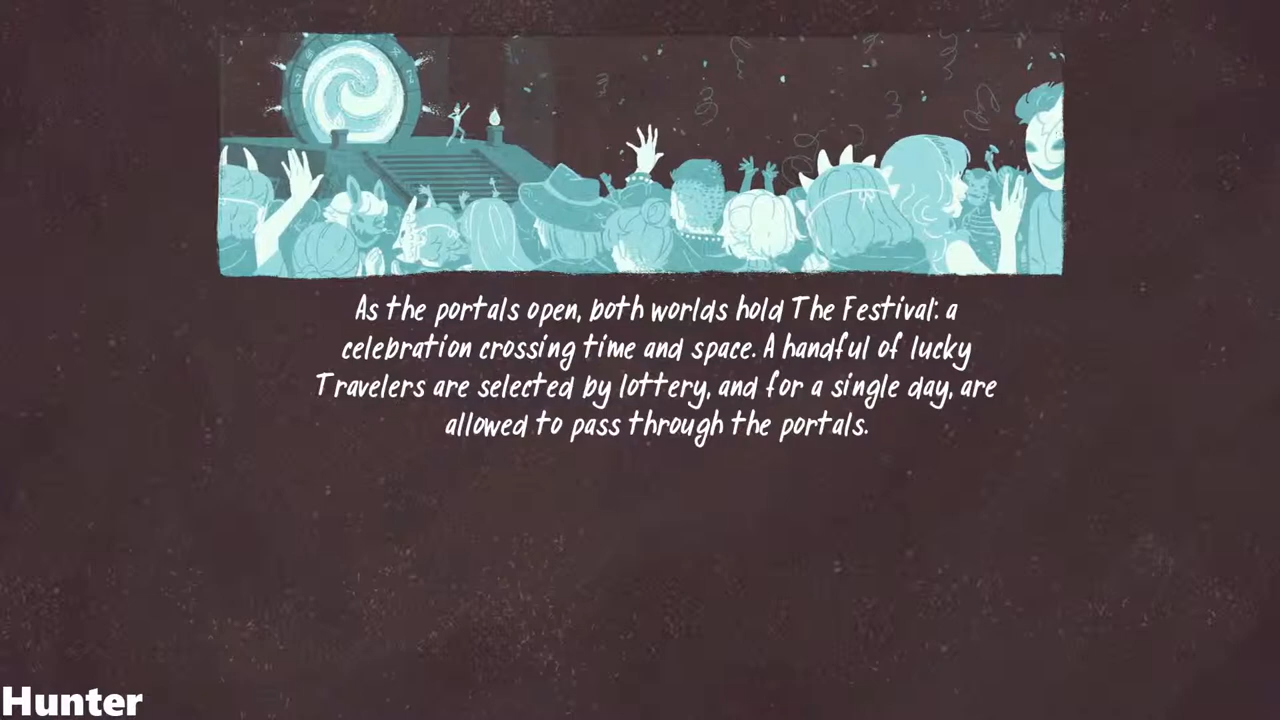 As the portals open, both worlds hold The Festival: a
celebration crossing time and space. A handful of lucky
Travelers are selected by lottery, and for a single day, are
allowed to pass through the portals.
Hunter